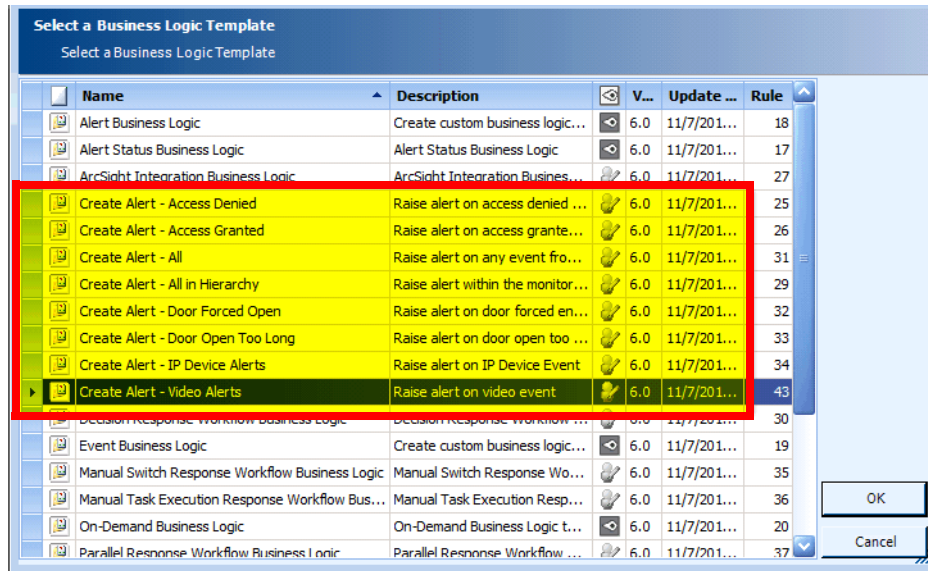 Select a Business Logic Template
Select a Business Logic Template
Name Description V... Update ... Rule
Alert Business Logic Create custom business logic... 6.0 11/7/201... 18
Alert Status Business Logic Alert Status Business Logic 6.0 11/7/201... 17
ArcSight Integration Business Logic ArcSight Integration Busines... 6.0 11/7/201... 27
Create Alert - Access Denied Raise alert on access denied ... 6.0 11/7/201... 25
Create Alert - Access Granted Raise alert on access grante... 6.0 11/7/201... 26
Create Alert - All Raise alert on any event fro... 6.0 11/7/201... 31
Create Alert - All in Hierarchy Raise alert within the monitor... 6.0 11/7/201... 29
Create Alert - Door Forced Open Raise alert on door forced en... 6.0 11/7/201... 32
Create Alert - Door Open Too Long Raise alert on door open too ... 6.0 11/7/201... 33
Create Alert - IP Device Alerts Raise alert on IP Device Event 6.0 11/7/201... 34
Create Alert - Video Alerts Raise alert on video event 6.0 11/7/201... 43
Decision Response Workflow Business Logic Decision Response Workflow ... 6.0 11/7/201... 30
Event Business Logic Create custom business logic... 6.0 11/7/201... 19
Manual Switch Response Workflow Business Logic Manual Switch Response Wo... 6.0 11/7/201... 35
Manual Task Execution Response Workflow Bus... Manual Task Execution Resp... 6.0 11/7/201... 36
OK
On-Demand Business Logic On-Demand Business Logic t... 6.0 11/7/201... 20
Cancel
Parallel Response Workflow Business Logic Parallel Response Workflow ... 6.0 11/7/201... 37